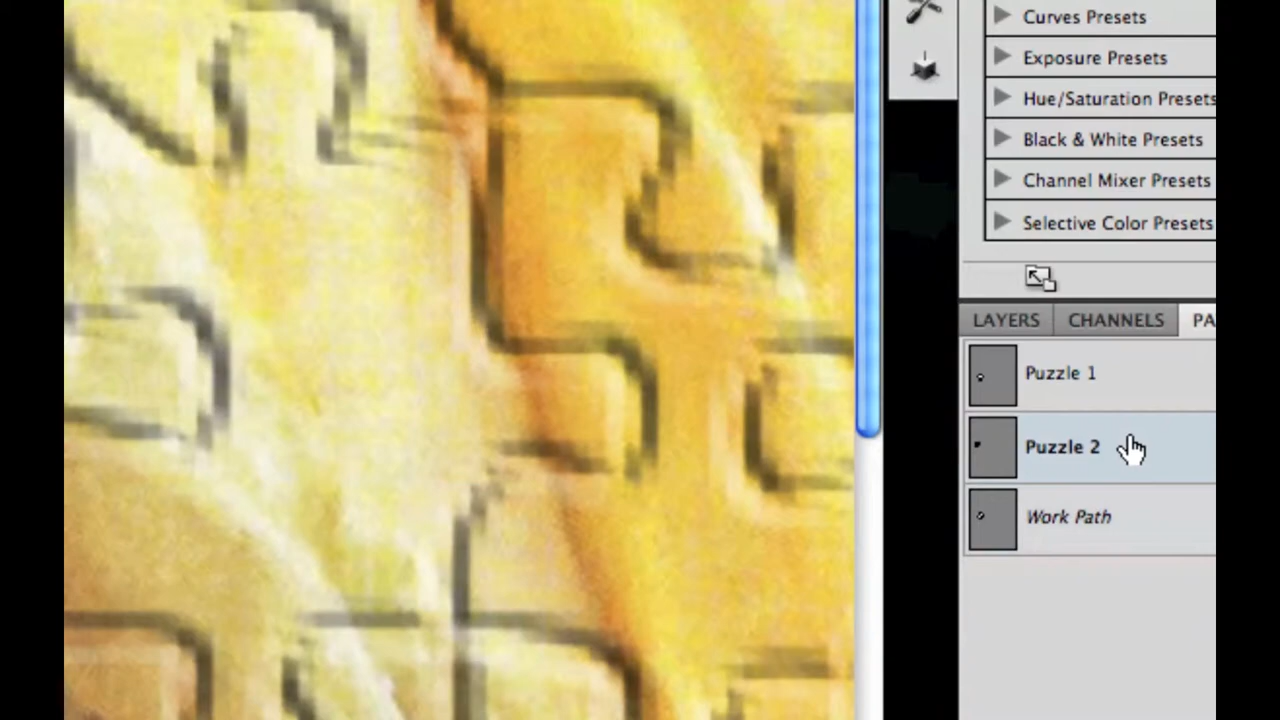 Curves Presets
Exposure Presets
Hue/Saturation Presets
Black & White Presets
Channel Mixer Presets
Selective Color Presets
LAYERS CHANNELS PA
Puzzle 1
Puzzle 2
Work Path